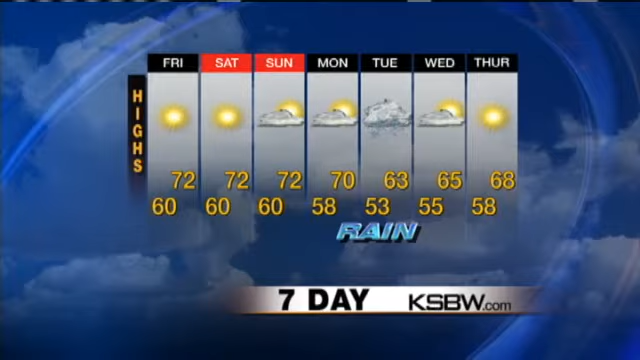 FRI SAT SUN MON TUE WED THUR
HIGHS
72 72 72 70 63 65 68
60 60 60 58 53 55 58
RAIN
7 DAY KSBW.com